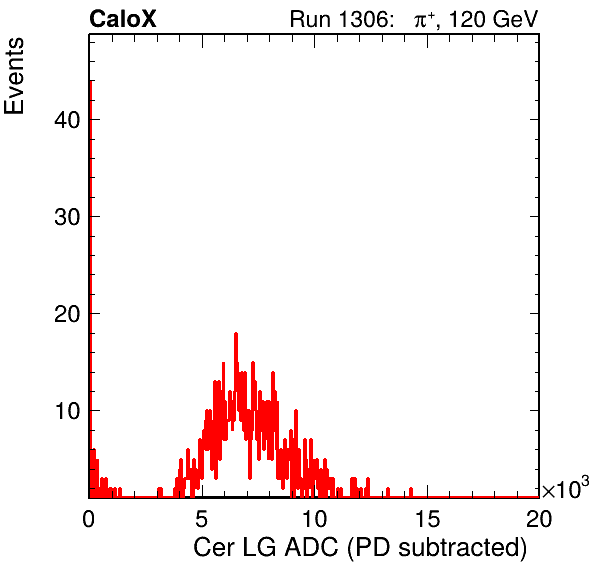 CaloX Run 1306: π⁺, 120 GeV
Events
40
30
20
10
0 5 10 15 20
×10³
Cer LG ADC (PD subtracted)